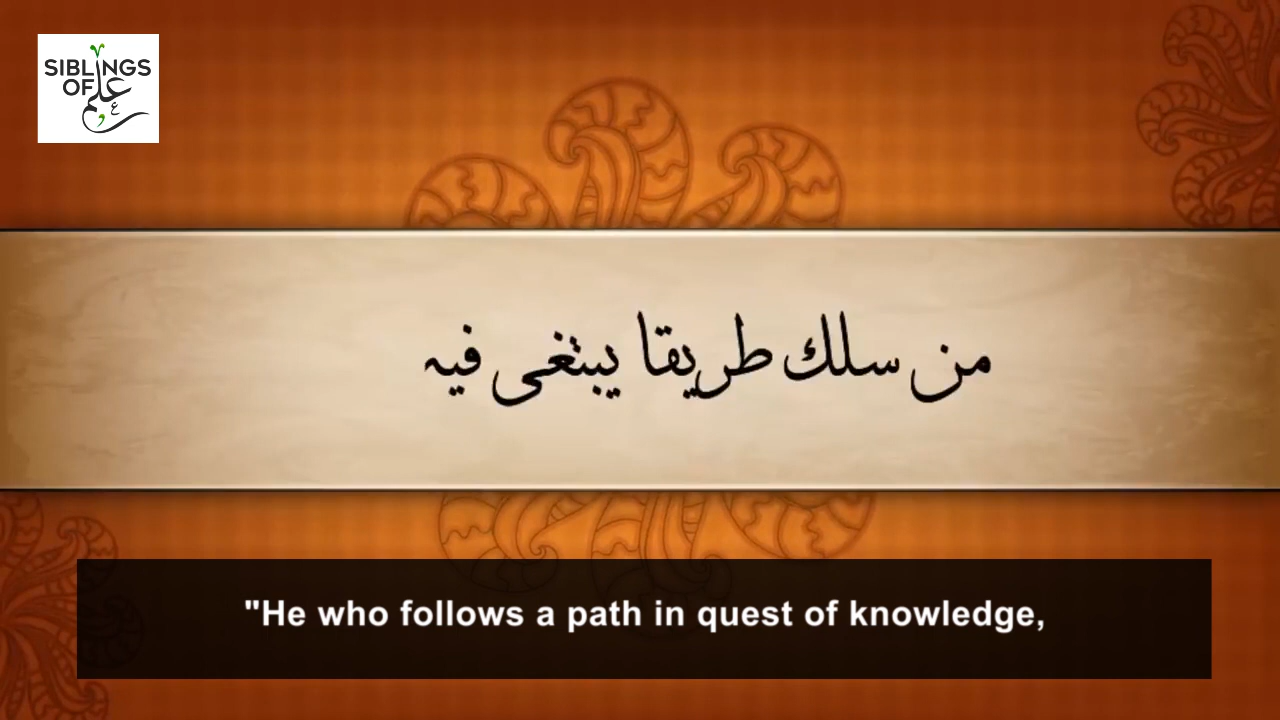 SIBLINGS
OF علم
من سلك طريقا يبتغى فيه
"He who follows a path in quest of knowledge,